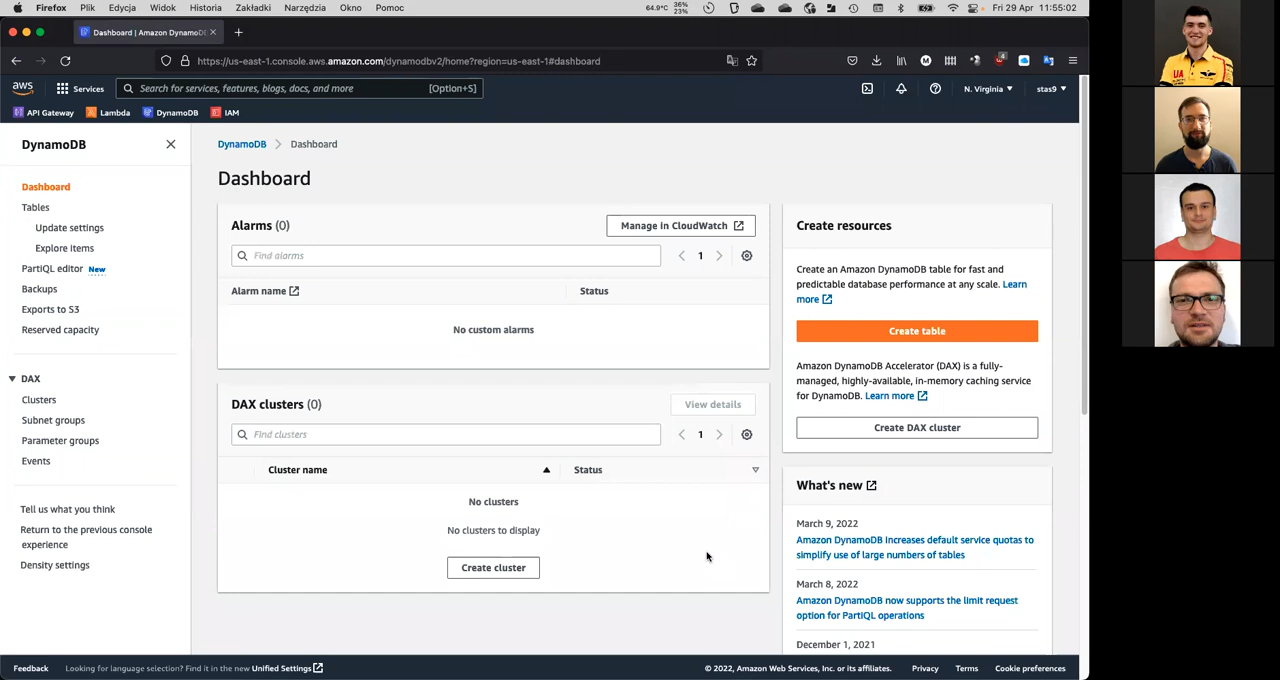 Firefox Plik Edycja Widok Historia Zakładki Narzędzia Okno Pomoc 64.9°C 36% 23% Fri 29 Apr 11:55:02
Dashboard | Amazon DynamoDB
https://us-east-1.console.aws.amazon.com/dynamodbv2/home?region=us-east-1#dashboard
aws Services Search for services, features, blogs, docs, and more [Option+S] N. Virginia stas9
API Gateway Lambda DynamoDB IAM
DynamoDB
Dashboard
Tables
Update settings
Explore items
PartiQL editor New
Backups
Exports to S3
Reserved capacity
DAX
Clusters
Subnet groups
Parameter groups
Events
Tell us what you think
Return to the previous console
experience
Density settings
DynamoDB Dashboard
Dashboard
Alarms (0)
Manage in CloudWatch
Find alarms
1
Alarm name Status
No custom alarms
DAX clusters (0)
View details
Find clusters
1
Cluster name Status
No clusters
No clusters to display
Create cluster
Create resources
Create an Amazon DynamoDB table for fast and
predictable database performance at any scale. Learn
more
Create table
Amazon DynamoDB Accelerator (DAX) is a fully-
managed, highly-available, in-memory caching service
for DynamoDB. Learn more
Create DAX cluster
What's new
March 9, 2022
Amazon DynamoDB increases default service quotas to
simplify use of large numbers of tables
March 8, 2022
Amazon DynamoDB now supports the limit request
option for PartiQL operations
December 1, 2021
Feedback Looking for language selection? Find it in the new Unified Settings © 2022, Amazon Web Services, Inc. or its affiliates. Privacy Terms Cookie preferences
UA